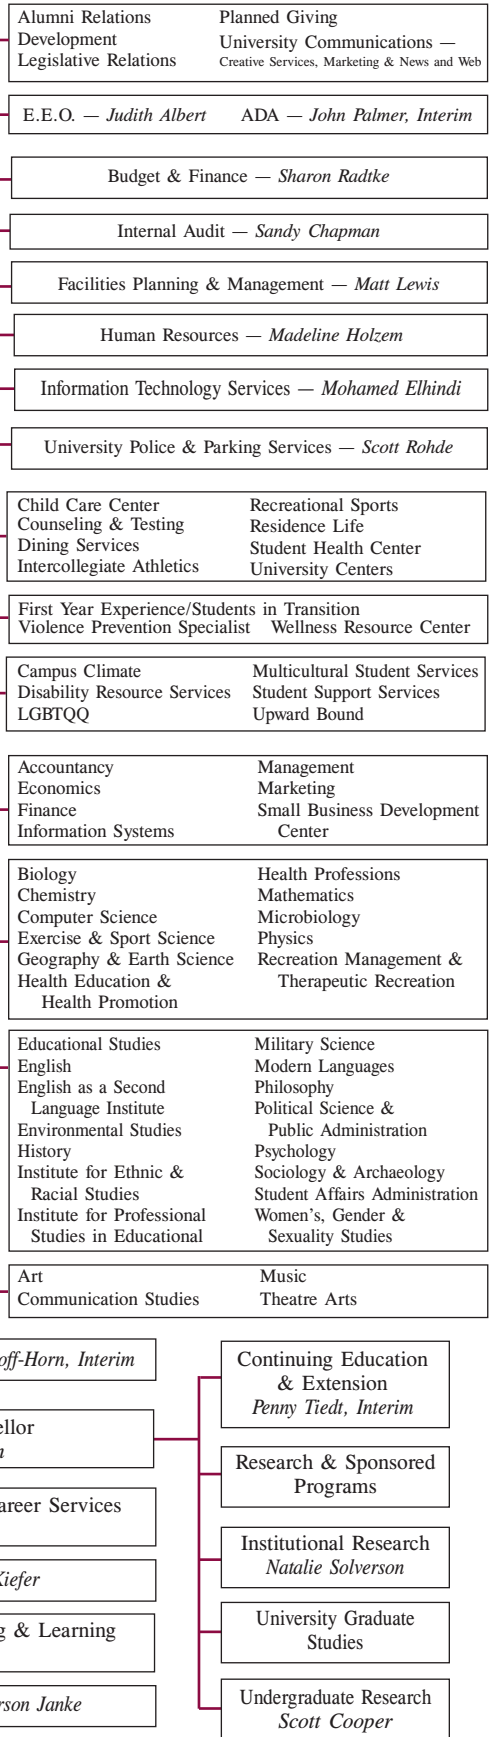 Alumni Relations
Development
Legislative Relations
Planned Giving
University Communications —
Creative Services, Marketing & News and Web
E.E.O. — Judith Albert ADA — John Palmer, Interim
Budget & Finance — Sharon Radtke
Internal Audit — Sandy Chapman
Facilities Planning & Management — Matt Lewis
Human Resources — Madeline Holzem
Information Technology Services — Mohamed Elhindi
University Police & Parking Services — Scott Rohde
Child Care Center
Counseling & Testing
Dining Services
Intercollegiate Athletics
Recreational Sports
Residence Life
Student Health Center
University Centers
First Year Experience/Students in Transition
Violence Prevention Specialist Wellness Resource Center
Campus Climate
Disability Resource Services
LGBTQQ
Multicultural Student Services
Student Support Services
Upward Bound
Accountancy
Economics
Finance
Information Systems
Management
Marketing
Small Business Development
Center
Biology
Chemistry
Computer Science
Exercise & Sport Science
Geography & Earth Science
Health Education &
Health Promotion
Health Professions
Mathematics
Microbiology
Physics
Recreation Management &
Therapeutic Recreation
Educational Studies
English
English as a Second
Language Institute
Environmental Studies
History
Institute for Ethnic &
Racial Studies
Institute for Professional
Studies in Educational
Military Science
Modern Languages
Philosophy
Political Science &
Public Administration
Psychology
Sociology & Archaeology
Student Affairs Administration
Women's, Gender &
Sexuality Studies
Art
Communication Studies
Music
Theatre Arts
off-Horn, Interim
ellor
n
areer Services
Kiefer
g & Learning
rson Janke
Continuing Education
& Extension
Penny Tiedt, Interim
Research & Sponsored
Programs
Institutional Research
Natalie Solverson
University Graduate
Studies
Undergraduate Research
Scott Cooper